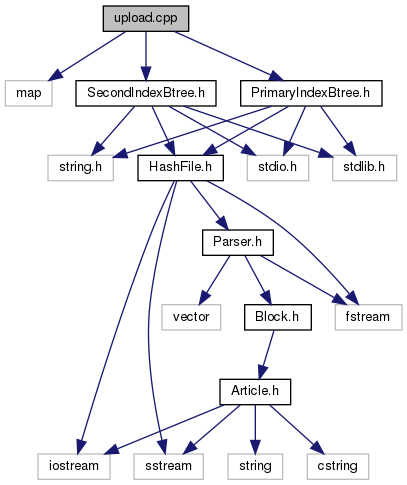 upload.cpp
map
SecondIndexBtree.h
PrimaryIndexBtree.h
string.h
HashFile.h
stdio.h
stdlib.h
Parser.h
vector
Block.h
fstream
Article.h
iostream
sstream
string
cstring